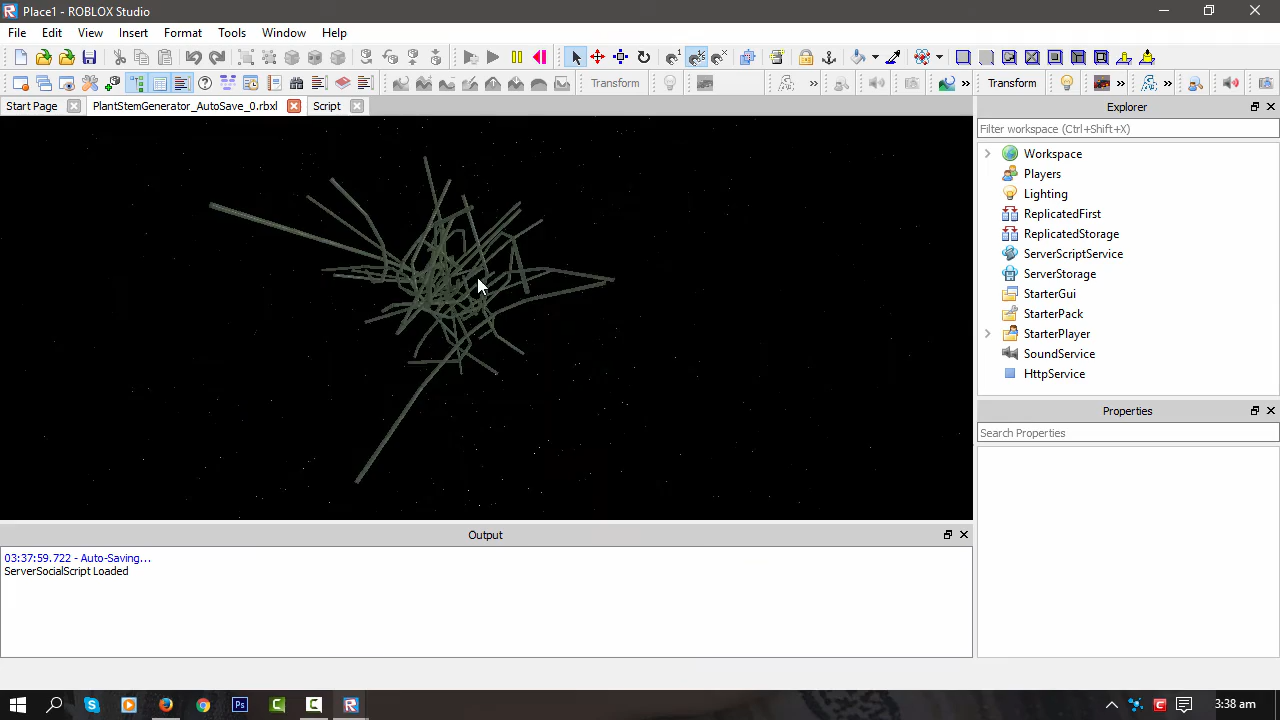 Place1 - ROBLOX Studio
File Edit View Insert Format Tools Window Help
Transform
Transform
Start Page
PlantStemGenerator_AutoSave_0.rbxl
Script
Explorer
Filter workspace (Ctrl+Shift+X)
Workspace
Players
Lighting
ReplicatedFirst
ReplicatedStorage
ServerScriptService
ServerStorage
StarterGui
StarterPack
StarterPlayer
SoundService
HttpService
Properties
Search Properties
Output
03:37:59.722 - Auto-Saving...
ServerSocialScript Loaded
3:38 am